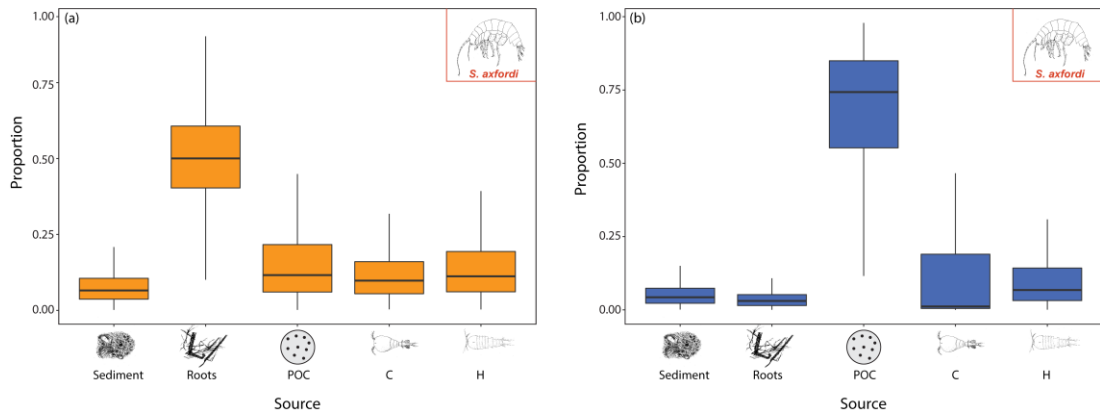 (a)
S. axfordi
Proportion
1.00
0.75
0.50
0.25
0.00
Sediment Roots POC C H
Source
(b)
S. axfordi
Proportion
1.00
0.75
0.50
0.25
0.00
Sediment Roots POC C H
Source